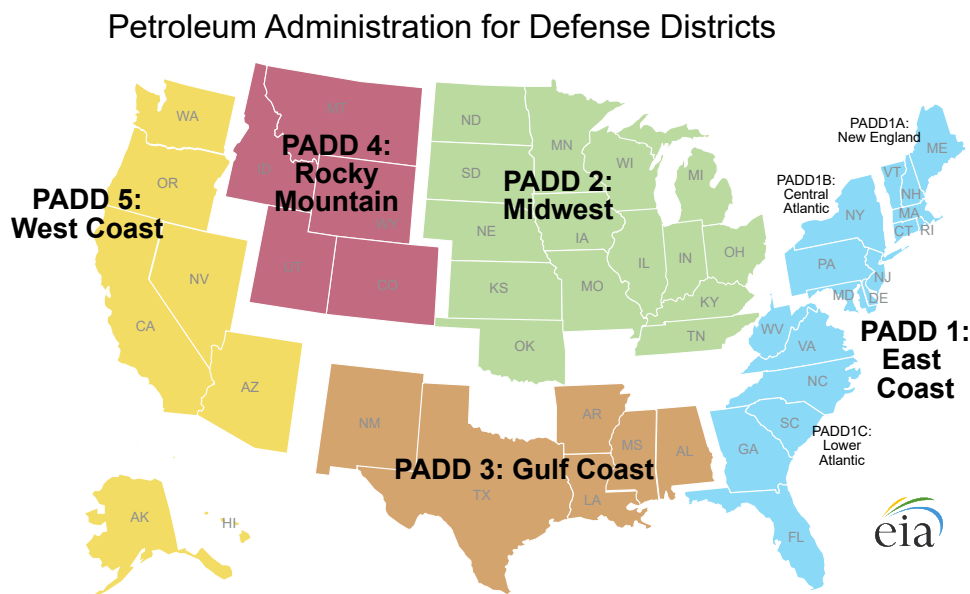 Petroleum Administration for Defense Districts
PADD 5:
West Coast
PADD 4:
Rocky
Mountain
PADD 2:
Midwest
PADD 3: Gulf Coast
PADD 1:
East
Coast
PADD1A:
New England
PADD1B:
Central
Atlantic
PADD1C:
Lower
Atlantic
WA
OR
NV
CA
AZ
AK
HI
MT
ID
WY
UT
CO
ND
SD
NE
KS
OK
MN
IA
MO
WI
IL
MI
IN
OH
KY
TN
NM
TX
AR
LA
MS
AL
ME
VT
NH
MA
CT
RI
NY
PA
NJ
MD
DE
WV
VA
NC
SC
GA
FL
eia